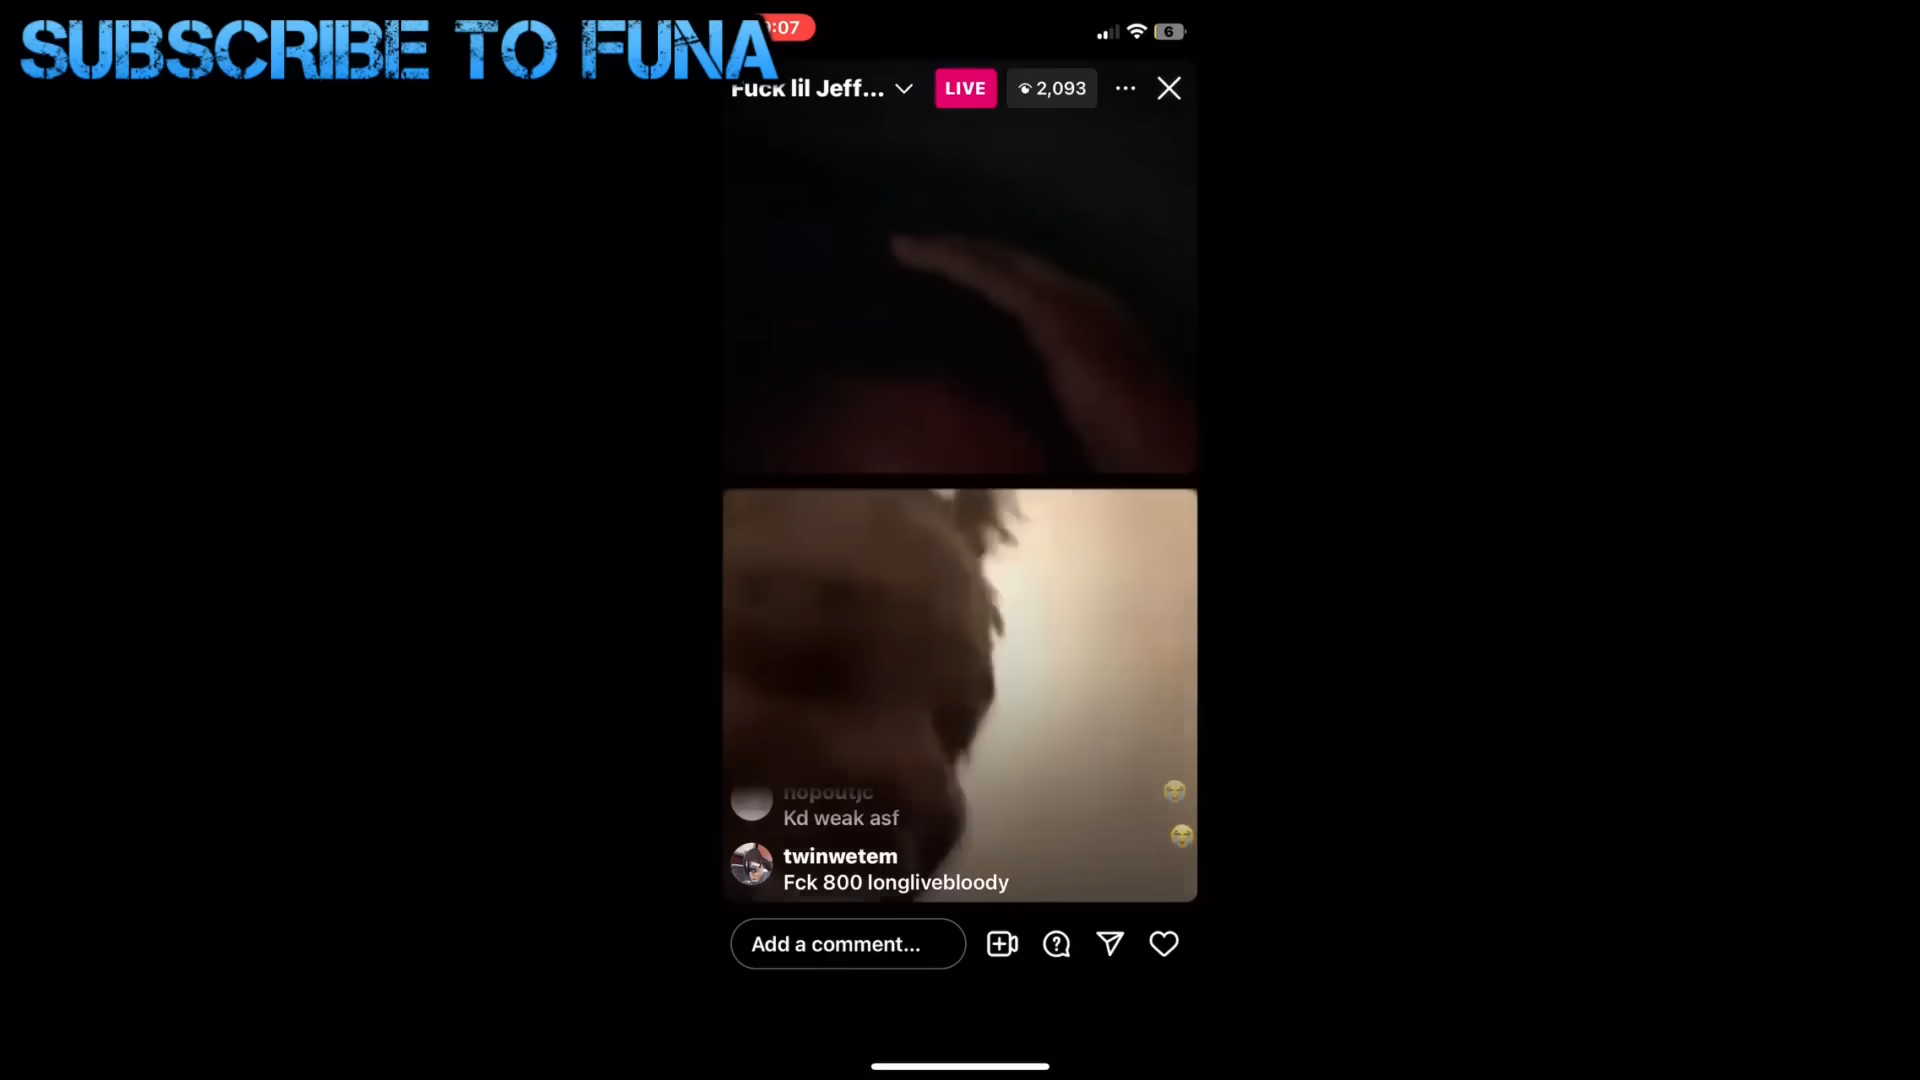 SUBSCRIBE TO FUNA
:07
6
Fuck lil Jeff...
LIVE
2,093
hopoutjc
Kd weak asf
twinwetem
Fck 800 longlivebloody
Add a comment...